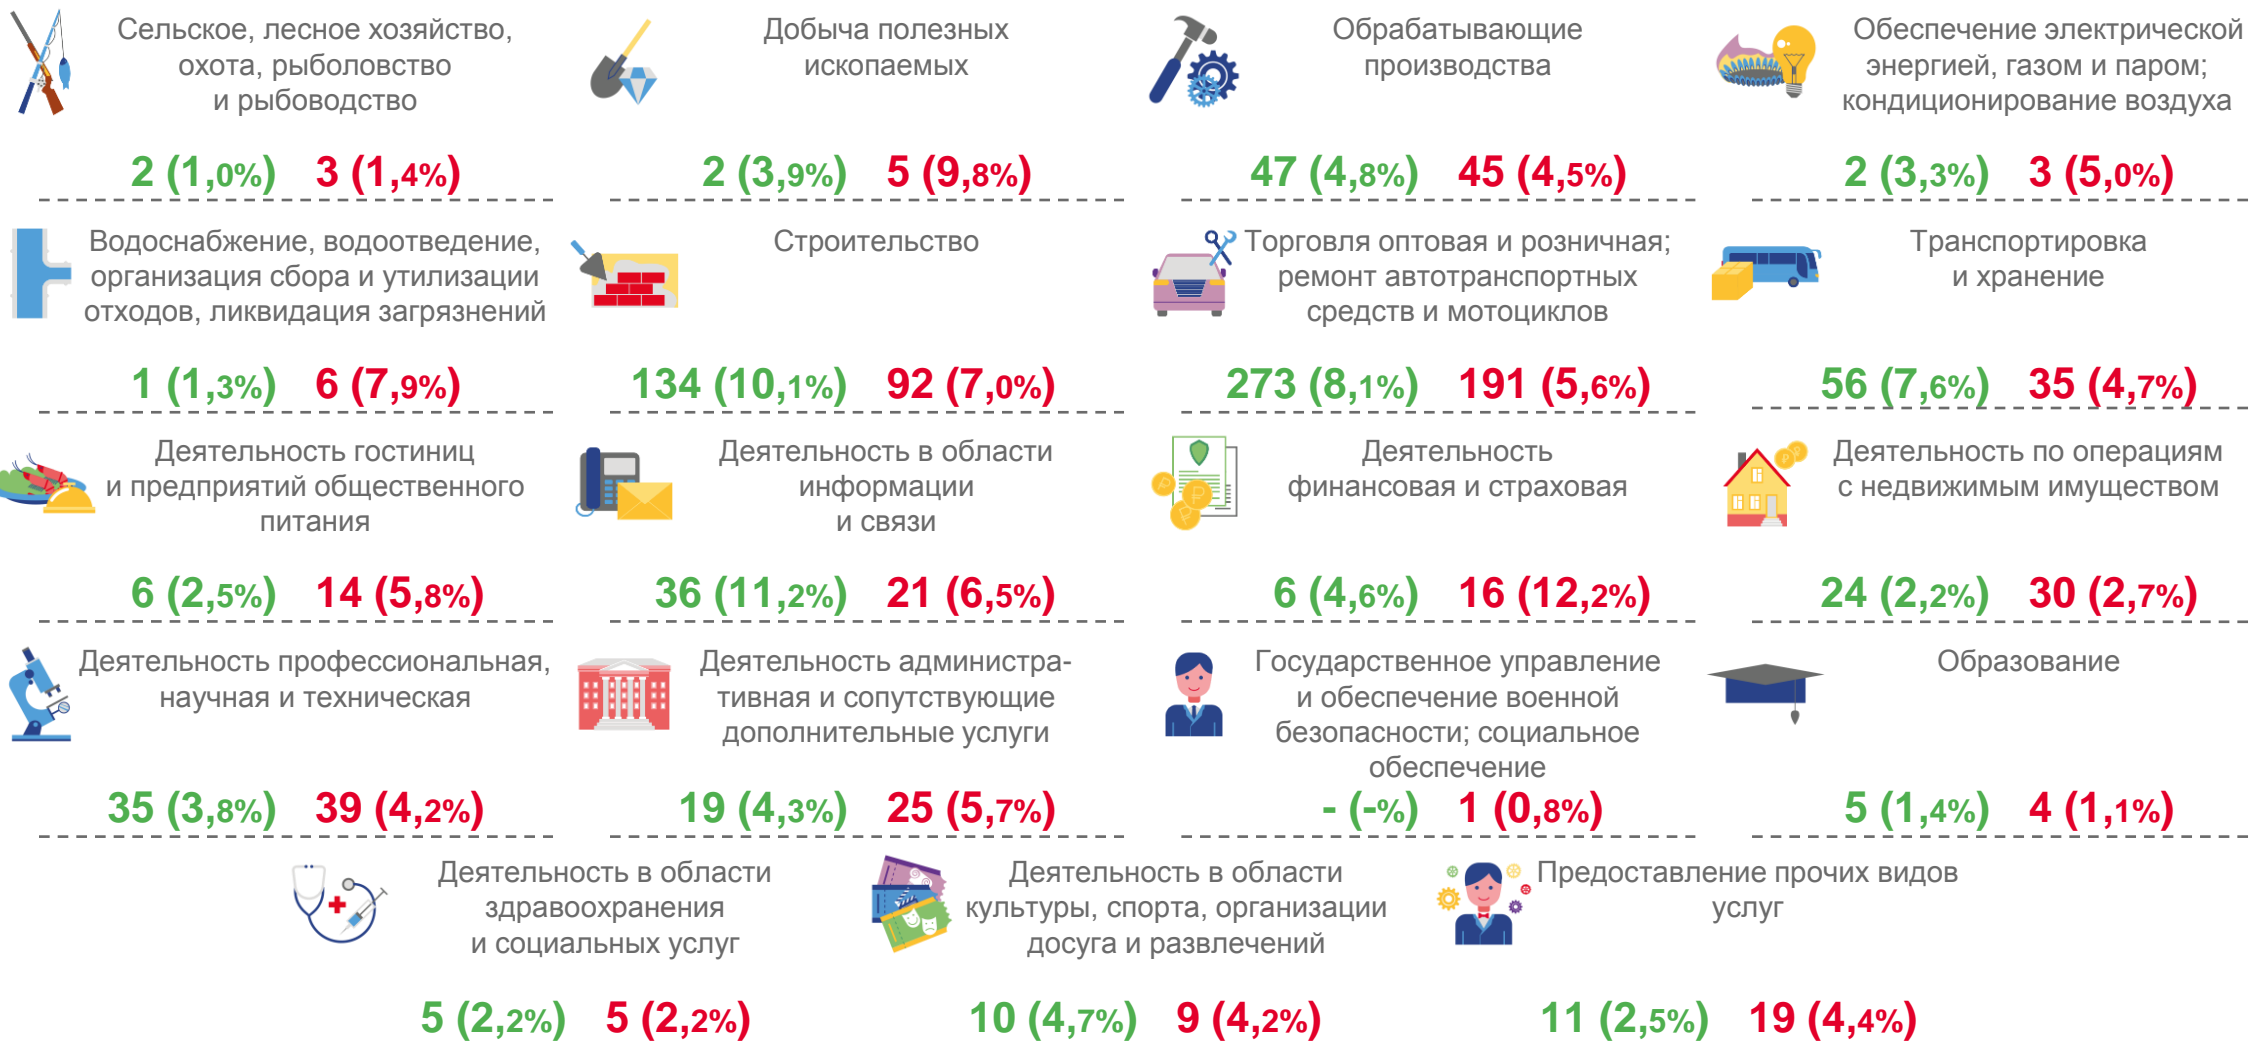 Сельское, лесное хозяйство,
охота, рыболовство
и рыбоводство
2 (1,0%) 3 (1,4%)
Добыча полезных
ископаемых
2 (3,9%) 5 (9,8%)
Обрабатывающие
производства
47 (4,8%) 45 (4,5%)
Обеспечение электрической
энергией, газом и паром;
кондиционирование воздуха
2 (3,3%) 3 (5,0%)
Водоснабжение, водоотведение,
организация сбора и утилизации
отходов, ликвидация загрязнений
1 (1,3%) 6 (7,9%)
Строительство
134 (10,1%) 92 (7,0%)
Торговля оптовая и розничная;
ремонт автотранспортных
средств и мотоциклов
273 (8,1%) 191 (5,6%)
Транспортировка
и хранение
56 (7,6%) 35 (4,7%)
Деятельность гостиниц
и предприятий общественного
питания
6 (2,5%) 14 (5,8%)
Деятельность в области
информации
и связи
36 (11,2%) 21 (6,5%)
Деятельность
финансовая и страховая
6 (4,6%) 16 (12,2%)
Деятельность по операциям
с недвижимым имуществом
24 (2,2%) 30 (2,7%)
Деятельность профессиональная,
научная и техническая
35 (3,8%) 39 (4,2%)
Деятельность администра-
тивная и сопутствующие
дополнительные услуги
19 (4,3%) 25 (5,7%)
Государственное управление
и обеспечение военной
безопасности; социальное
обеспечение
- (-%) 1 (0,8%)
Образование
5 (1,4%) 4 (1,1%)
Деятельность в области
здравоохранения
и социальных услуг
5 (2,2%) 5 (2,2%)
Деятельность в области
культуры, спорта, организации
досуга и развлечений
10 (4,7%) 9 (4,2%)
Предоставление прочих видов
услуг
11 (2,5%) 19 (4,4%)